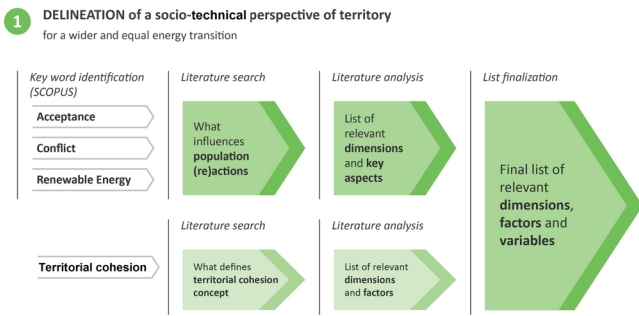 1
DELINEATION of a socio-technical perspective of territory
for a wider and equal energy transition
Key word identification
(SCOPUS)
Acceptance
Conflict
Renewable Energy
Literature search
What
influences
population
(re)actions
Literature analysis
List of
relevant
dimensions
and key
aspects
List finalization
Final list of
relevant
dimensions,
factors and
variables
Territorial cohesion
Literature search
What defines
territorial cohesion
concept
Literature analysis
List of relevant
dimensions
and factors